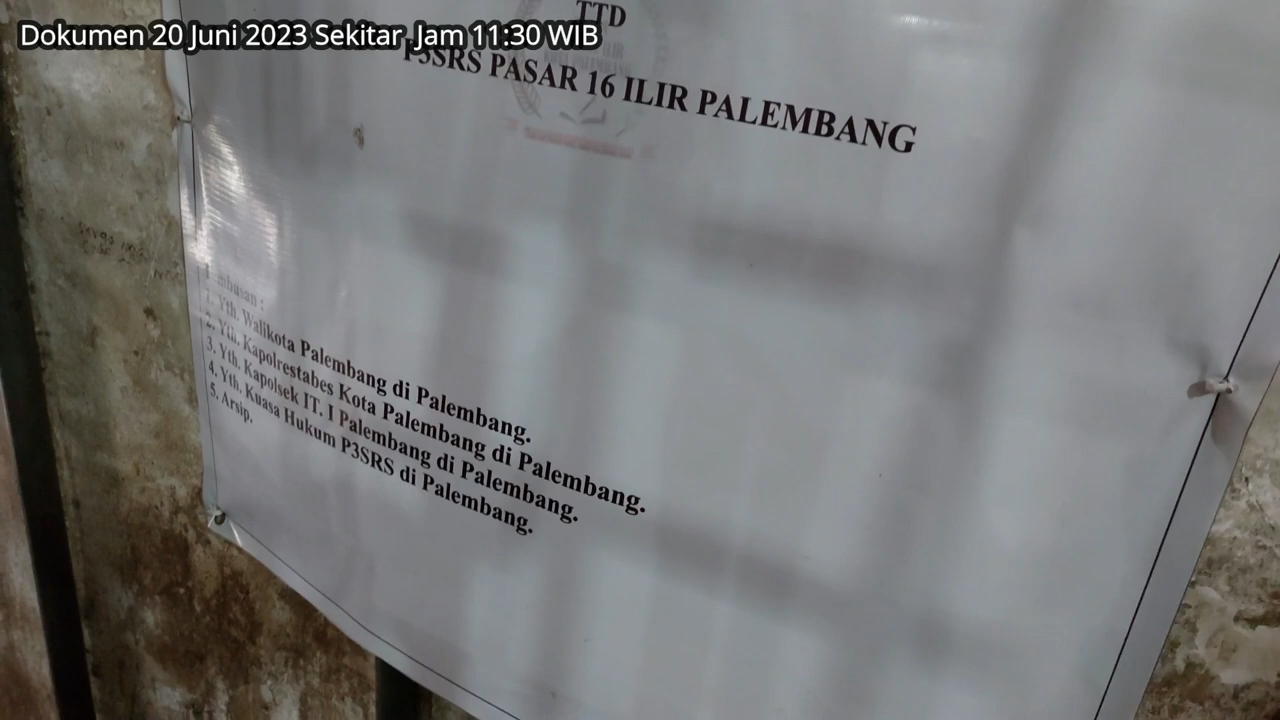 Dokumen 20 Juni 2023 Sekitar Jam 11:30 WIB
TTD
P3SRS PASAR 16 ILIR PALEMBANG
1. Yth. Walikota Palembang di Palembang.
2. Yth. Kapolrestabes Kota Palembang di Palembang.
3. Yth. Kapolsek IT. I Palembang di Palembang.
4. Yth. Kuasa Hukum P3SRS di Palembang.
5. Arsip.